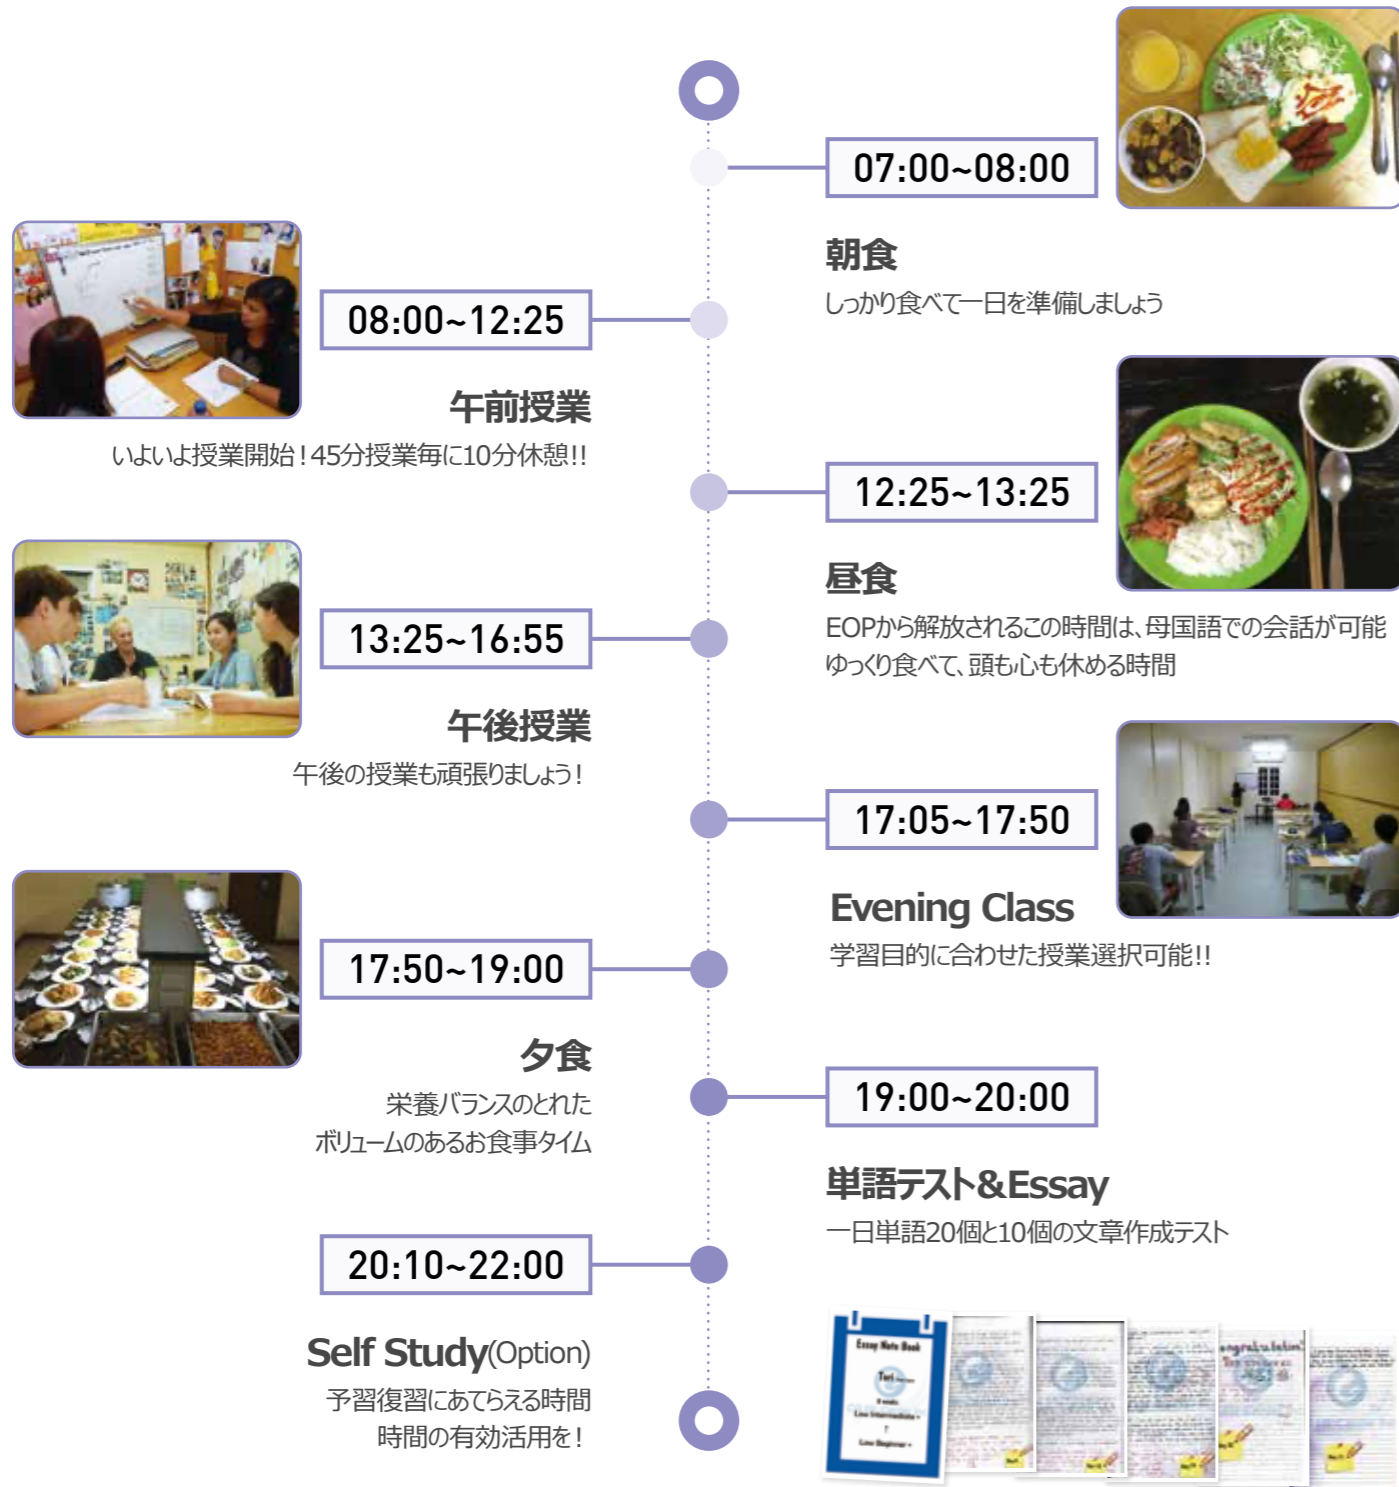 07:00~08:00
朝食
しっかり食べて一日を準備しましょう
08:00~12:25
午前授業
いよいよ授業開始！45分授業毎に10分休憩!!
12:25~13:25
昼食
EOPから解放されるこの時間は、母国語での会話が可能
ゆっくり食べて、頭も心も休める時間
13:25~16:55
午後授業
午後の授業も頑張りましょう！
17:05~17:50
Evening Class
学習目的に合わせた授業選択可能!!
17:50~19:00
夕食
栄養バランスのとれた
ボリュームのあるお食事タイム
19:00~20:00
単語テスト&Essay
一日単語20個と10個の文章作成テスト
20:10~22:00
Self Study(Option)
予習復習にあてらえる時間
時間の有効活用を！
Essay Note Book
Low Intermediate +
Low Beginner +